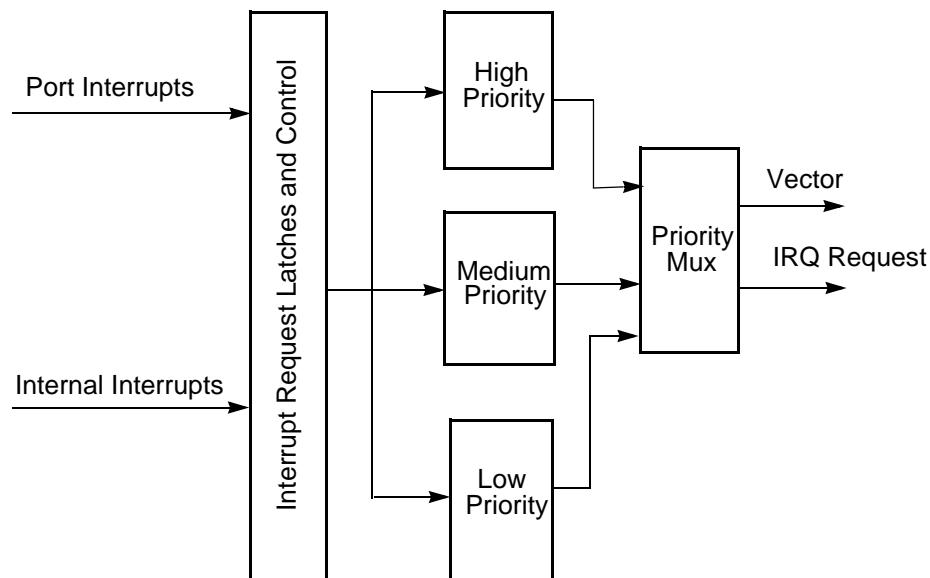 Port Interrupts
Internal Interrupts
Interrupt Request Latches and Control
High
Priority
Medium
Priority
Low
Priority
Priority
Mux
Vector
IRQ Request